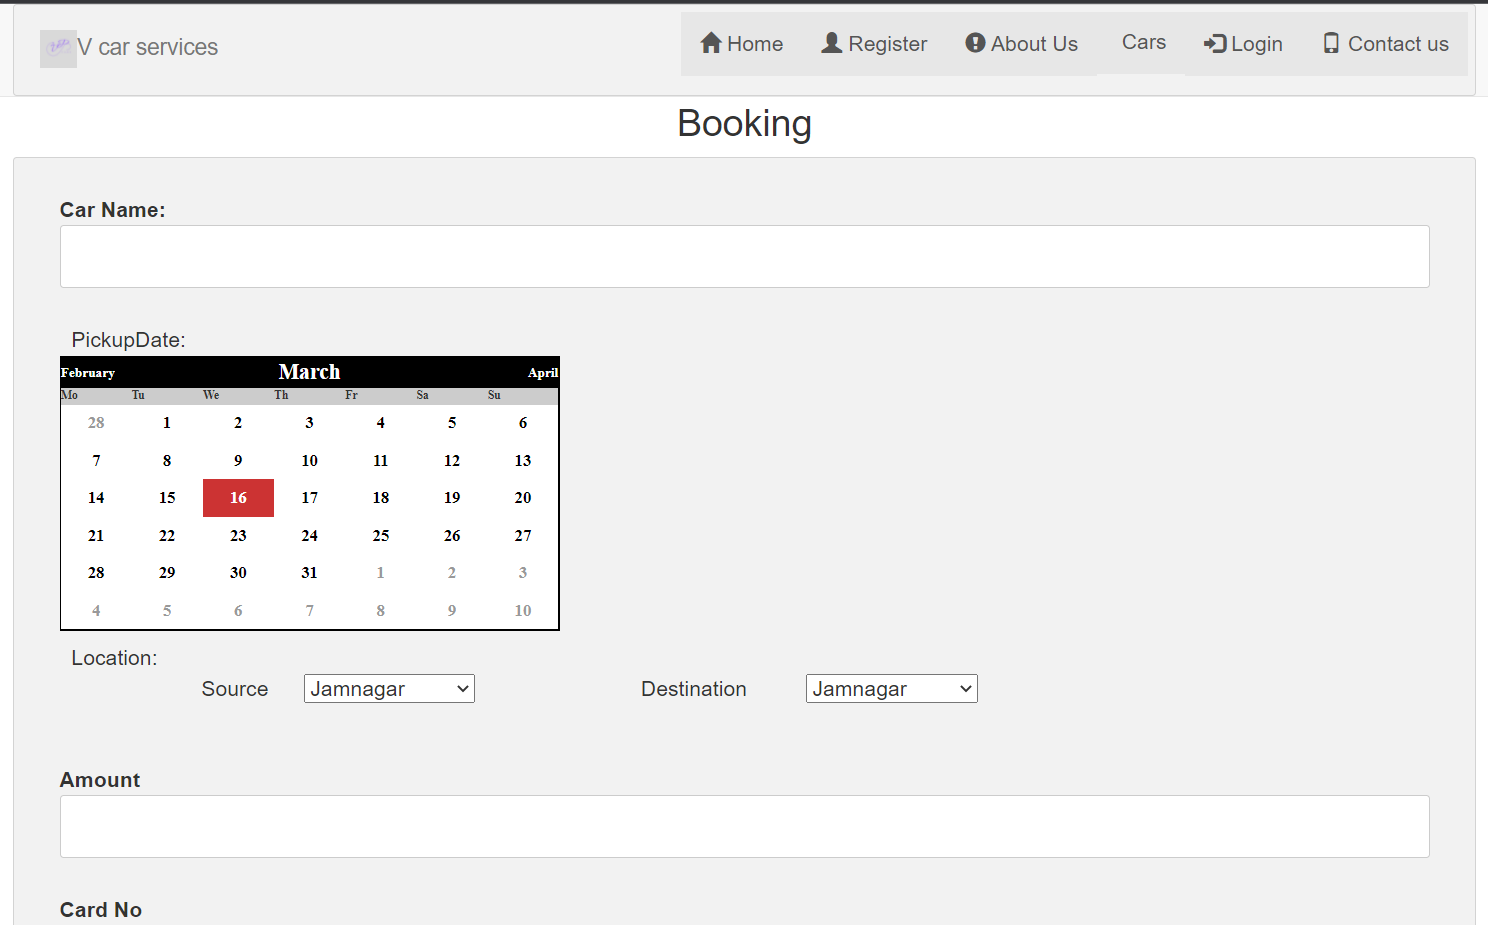 V car services Home Register About Us Cars Login Contact us
Booking
Car Name:
PickupDate:
February March April
Mo Tu We Th Fr Sa Su
28 1 2 3 4 5 6
7 8 9 10 11 12 13
14 15 16 17 18 19 20
21 22 23 24 25 26 27
28 29 30 31 1 2 3
4 5 6 7 8 9 10
Location:
Source Jamnagar Destination Jamnagar
Amount
Card No